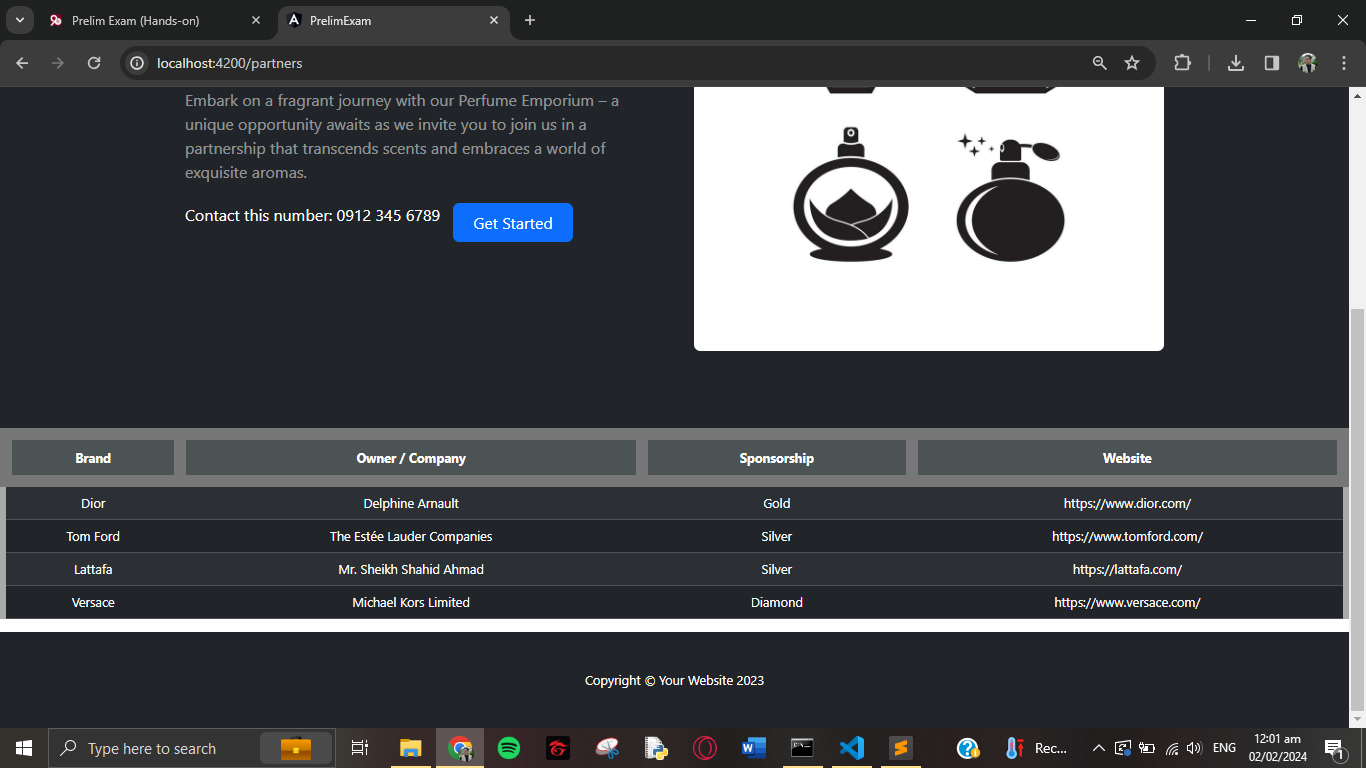 Prelim Exam (Hands-on)
PrelimExam
localhost:4200/partners
Embark on a fragrant journey with our Perfume Emporium – a
unique opportunity awaits as we invite you to join us in a
partnership that transcends scents and embraces a world of
exquisite aromas.
Contact this number: 0912 345 6789
Get Started
Brand Owner / Company Sponsorship Website
Dior Delphine Arnault Gold https://www.dior.com/
Tom Ford The Estée Lauder Companies Silver https://www.tomford.com/
Lattafa Mr. Sheikh Shahid Ahmad Silver https://lattafa.com/
Versace Michael Kors Limited Diamond https://www.versace.com/
Copyright © Your Website 2023
Type here to search
Rec...
ENG
12:01 am
02/02/2024
1